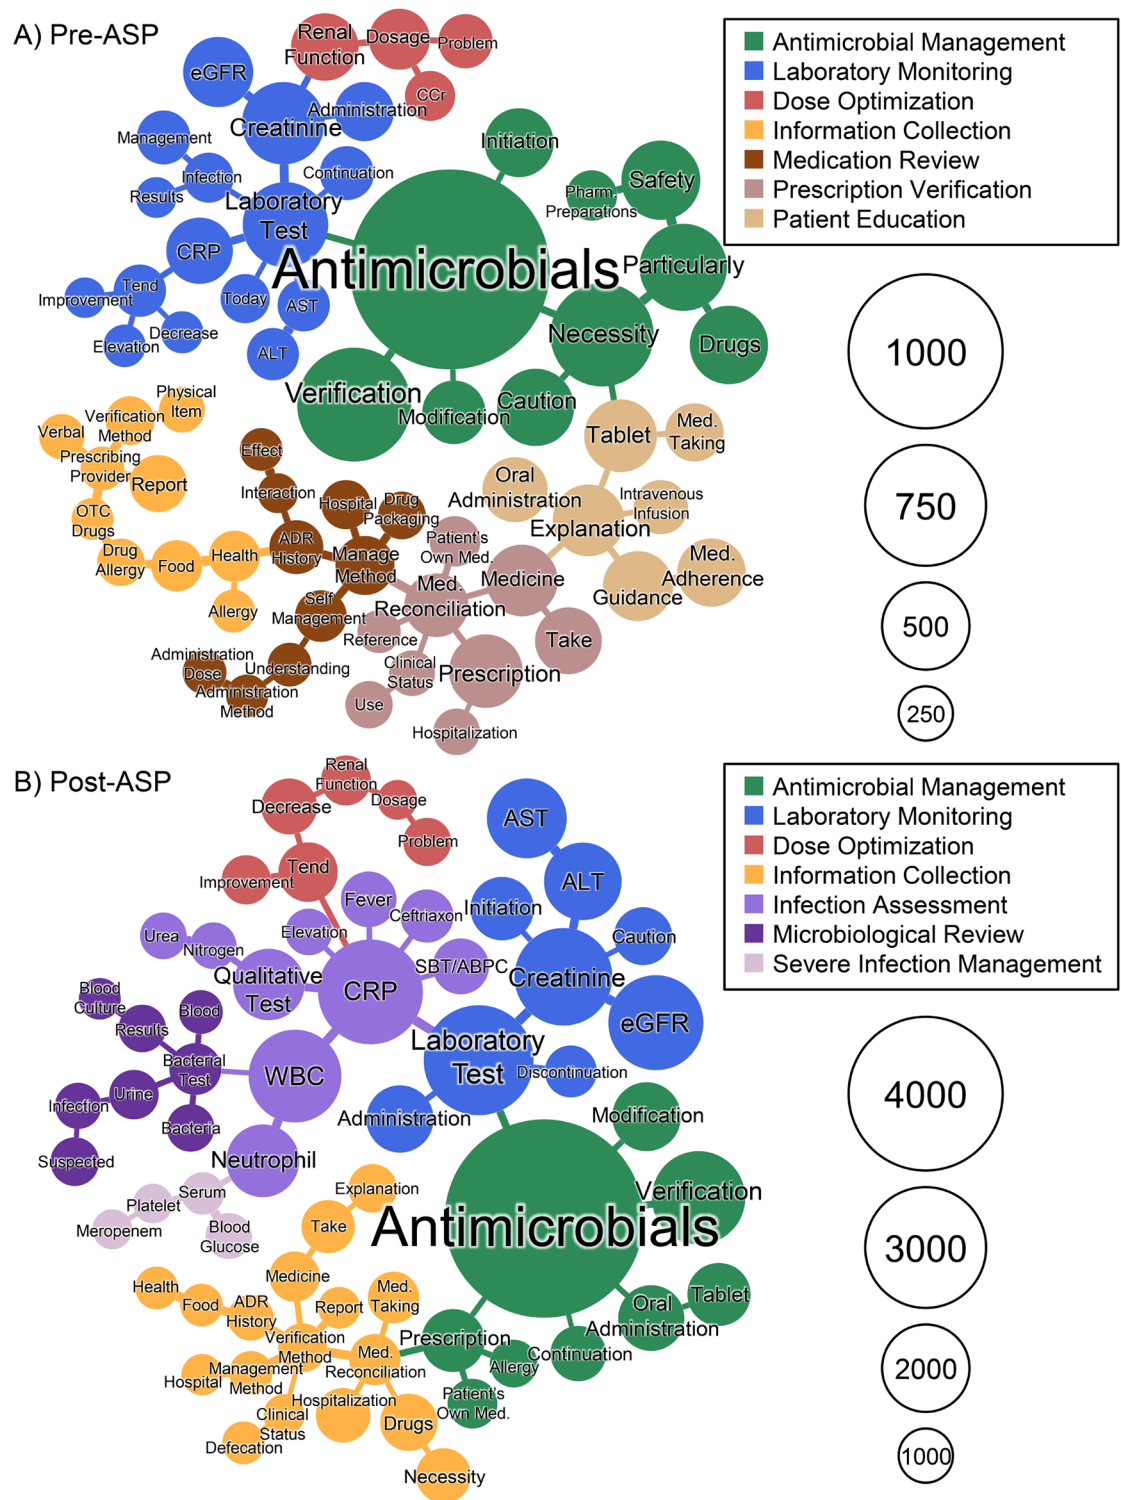 A) Pre-ASP
Antimicrobial Management
Laboratory Monitoring
Dose Optimization
Information Collection
Medication Review
Prescription Verification
Patient Education
Renal
Function
Dosage
Problem
CCr
eGFR
Creatinine
Administration
Management
Infection
Results
Continuation
Laboratory
Test
CRP
Tend
Improvement
Elevation
Decrease
Today
AST
ALT
Initiation
Antimicrobials
Pharm.
Preparations
Safety
Particularly
Necessity
Drugs
Verification
Modification
Caution
Physical
Item
Verification
Method
Verbal
Prescribing
Provider
Report
OTC
Drugs
Drug
Allergy
Food
Health
Allergy
Effect
Interaction
ADR
History
Hospital
Drug
Packaging
Manage
Method
Self
Management
Understanding
Administration
Dose
Administration
Method
Patient's
Own Med.
Med.
Reconciliation
Medicine
Reference
Clinical
Status
Use
Prescription
Hospitalization
Take
Tablet
Med.
Taking
Oral
Administration
Intravenous
Infusion
Explanation
Guidance
Med.
Adherence
1000
750
500
250
B) Post-ASP
Antimicrobial Management
Laboratory Monitoring
Dose Optimization
Information Collection
Infection Assessment
Microbiological Review
Severe Infection Management
Renal
Function
Decrease
Dosage
Problem
Tend
Improvement
Fever
Ceftriaxon
Elevation
SBT/ABPC
Urea
Nitrogen
Qualitative
Test
CRP
WBC
Neutrophil
AST
ALT
Initiation
Caution
Creatinine
eGFR
Laboratory
Test
Discontinuation
Administration
Blood
Culture
Results
Blood
Bacterial
Test
Urine
Infection
Bacteria
Suspected
Serum
Platelet
Meropenem
Blood
Glucose
Modification
Verification
Antimicrobials
Tablet
Oral
Administration
Continuation
Prescription
Allergy
Patient's
Own Med.
Explanation
Take
Medicine
Health
Food
ADR
History
Report
Med.
Taking
Verification
Method
Med.
Reconciliation
Management
Method
Hospital
Hospitalization
Clinical
Status
Defecation
Drugs
Necessity
4000
3000
2000
1000